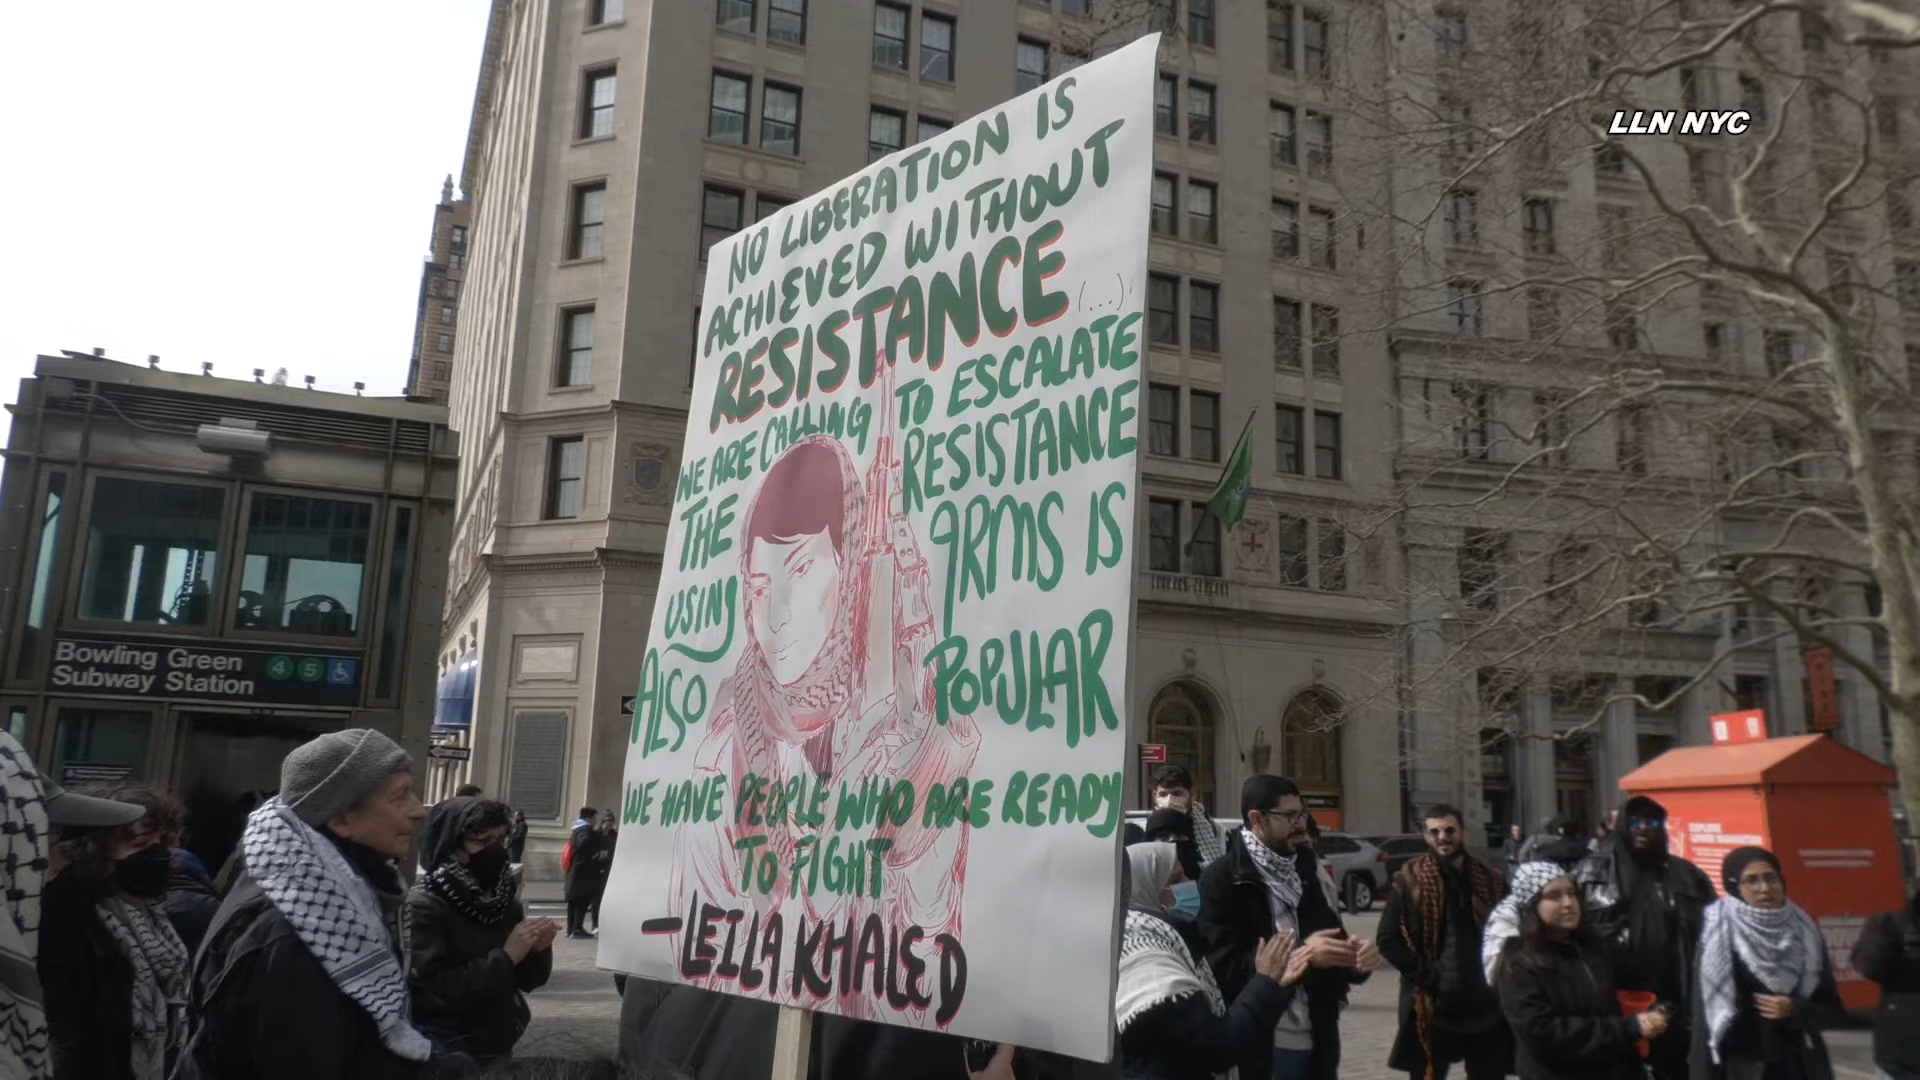 LLN NYC
NO LIBERATION IS
ACHIEVED WITHOUT
RESISTANCE (...)
WE ARE CALLING TO ESCALATE
THE RESISTANCE
USING ARMS IS
ALSO POPULAR
WE HAVE PEOPLE WHO ARE READY
TO FIGHT
—LEILA KHALED
Bowling Green
Subway Station
4 5